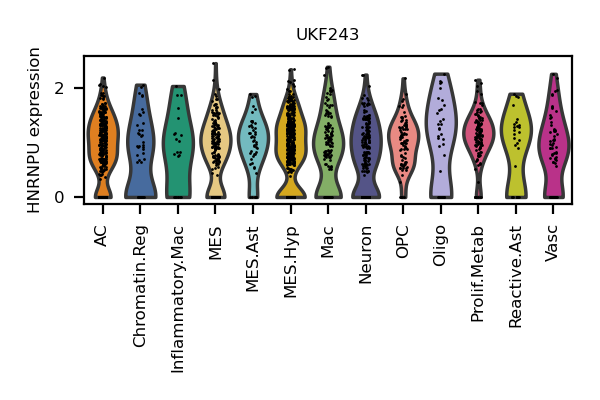 UKF243
HNRNPU expression
2
0
AC
Chromatin.Reg
Inflammatory.Mac
MES
MES.Ast
MES.Hyp
Mac
Neuron
OPC
Oligo
Prolif.Metab
Reactive.Ast
Vasc